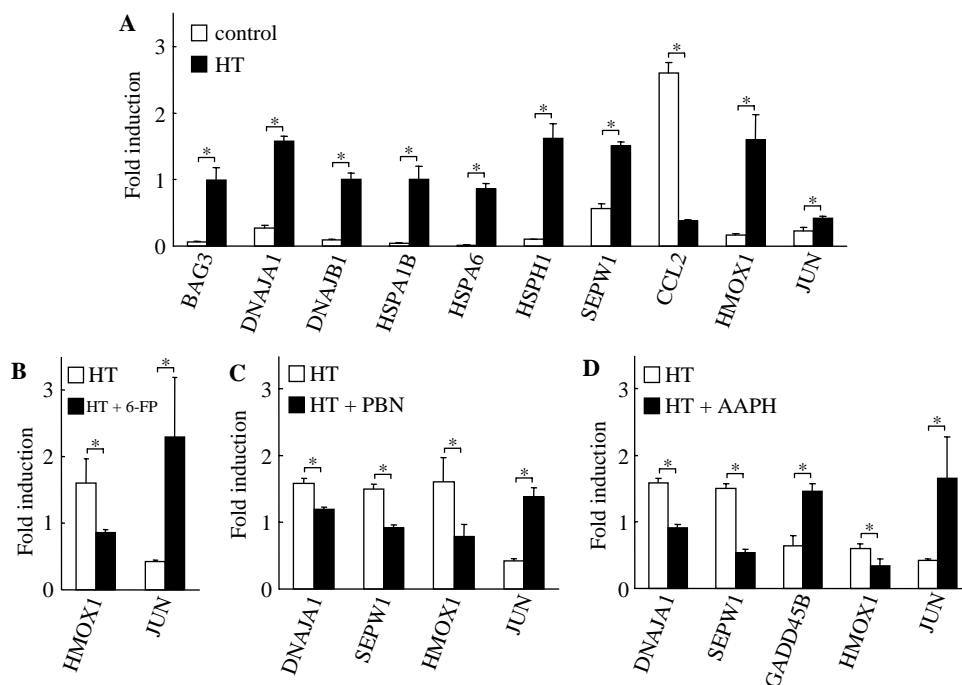 A
control
HT
Fold induction
3
2
1
0
* * * * * * * * * *
BAG3 DNAJA1 DNAJB1 HSPA1B HSPA6 HSPH1 SEPW1 CCL2 HMOX1 JUN
B
HT
HT + 6-FP
Fold induction
3
2
1
0
* *
HMOX1 JUN
C
HT
HT + PBN
Fold induction
3
2
1
0
* * * *
DNAJA1 SEPW1 HMOX1 JUN
D
HT
HT + AAPH
Fold induction
3
2
1
0
* * * * *
DNAJA1 SEPW1 GADD45B HMOX1 JUN